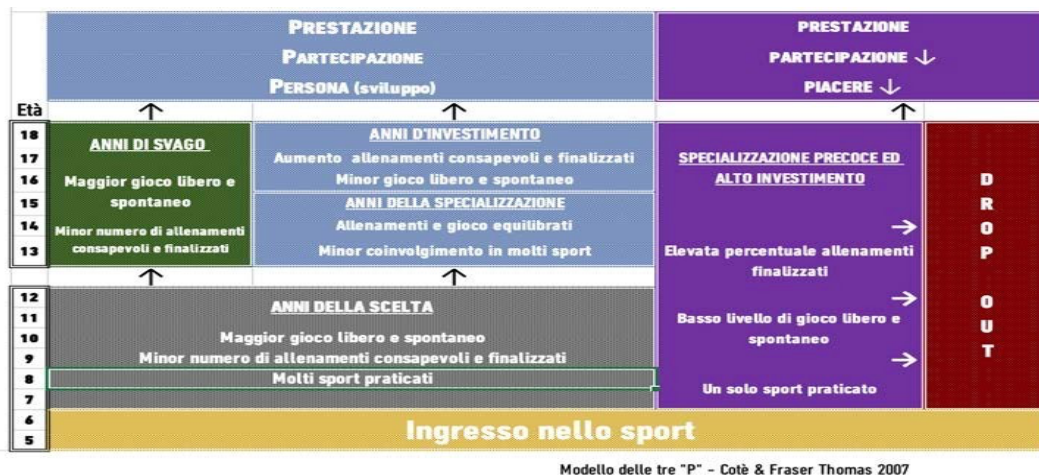 PRESTAZIONE
PARTECIPAZIONE
PERSONA (sviluppo)
PRESTAZIONE
PARTECIPAZIONE ↓
PIACERE ↓
Età
18
17
16
15
14
13
12
11
10
9
8
7
6
5
ANNI DI SVAGO
Maggior gioco libero e
spontaneo
Minor numero di allenamenti
consapevoli e finalizzati
ANNI D'INVESTIMENTO
Aumento allenamenti consapevoli e finalizzati
Minor gioco libero e spontaneo
ANNI DELLA SPECIALIZZAZIONE
Allenamenti e gioco equilibrati
Minor coinvolgimento in molti sport
SPECIALIZZAZIONE PRECOCE ED
ALTO INVESTIMENTO
Elevata percentuale allenamenti
finalizzati
Basso livello di gioco libero e
spontaneo
Un solo sport praticato
DROP OUT
ANNI DELLA SCELTA
Maggior gioco libero e spontaneo
Minor numero di allenamenti consapevoli e finalizzati
Molti sport praticati
Ingresso nello sport
Modello delle tre "P" - Cotè & Fraser Thomas 2007